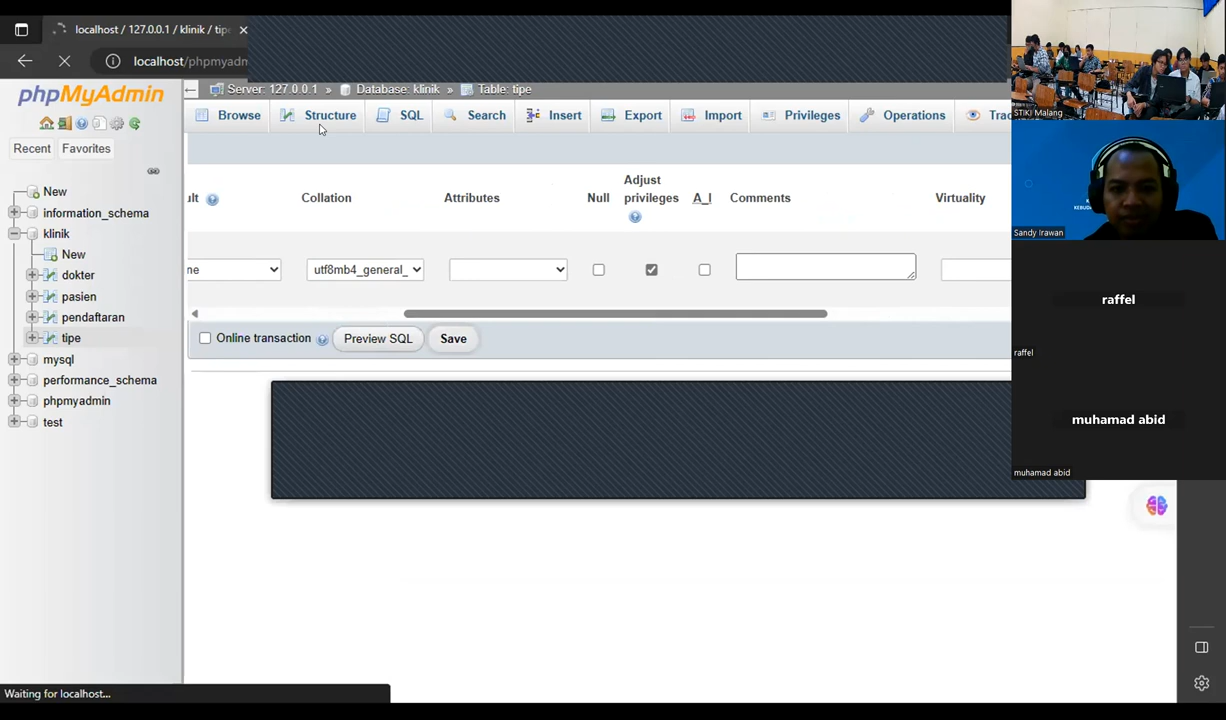 localhost / 127.0.0.1 / klinik / tipe
localhost/phpmyadm
phpMyAdmin
Recent
Favorites
New
information_schema
klinik
New
dokter
pasien
pendaftaran
tipe
mysql
performance_schema
phpmyadmin
test
Server: 127.0.0.1 » Database: klinik » Table: tipe
Browse
Structure
SQL
Search
Insert
Export
Import
Privileges
Operations
Tra
ult
Collation
Attributes
Null
Adjust
privileges
A_I
Comments
Virtuality
ne
utf8mb4_general_
Online transaction
Preview SQL
Save
Waiting for localhost...
STIKI Malang
Sandy Irawan
raffel
raffel
muhamad abid
muhamad abid